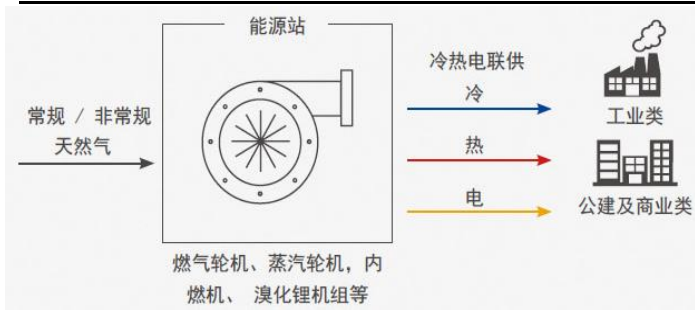 能源站
常规 / 非常规
天然气
燃气轮机、蒸汽轮机，内
燃机、 溴化锂机组等
冷热电联供
冷
热
电
工业类
公建及商业类